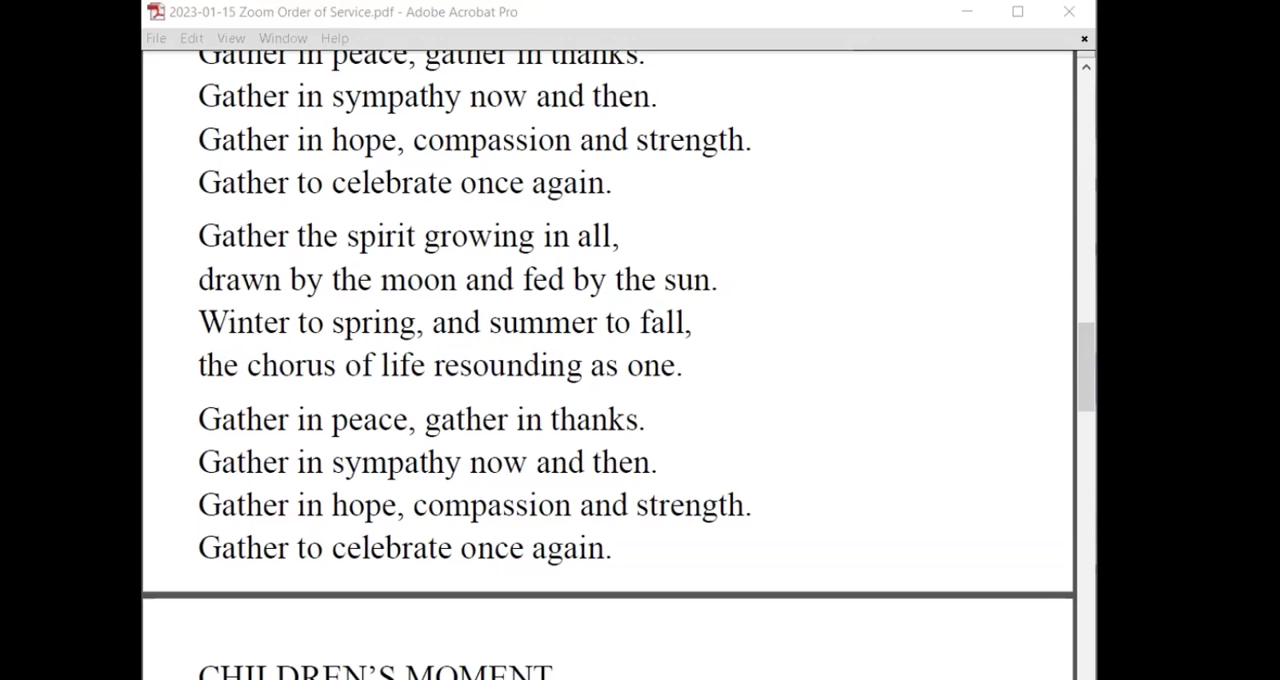 2023-01-15 Zoom Order of Service.pdf - Adobe Acrobat Pro
File Edit View Window Help
Gather in peace, gather in thanks.
Gather in sympathy now and then.
Gather in hope, compassion and strength.
Gather to celebrate once again.
Gather the spirit growing in all,
drawn by the moon and fed by the sun.
Winter to spring, and summer to fall,
the chorus of life resounding as one.
Gather in peace, gather in thanks.
Gather in sympathy now and then.
Gather in hope, compassion and strength.
Gather to celebrate once again.
CHILDREN'S MOMENT